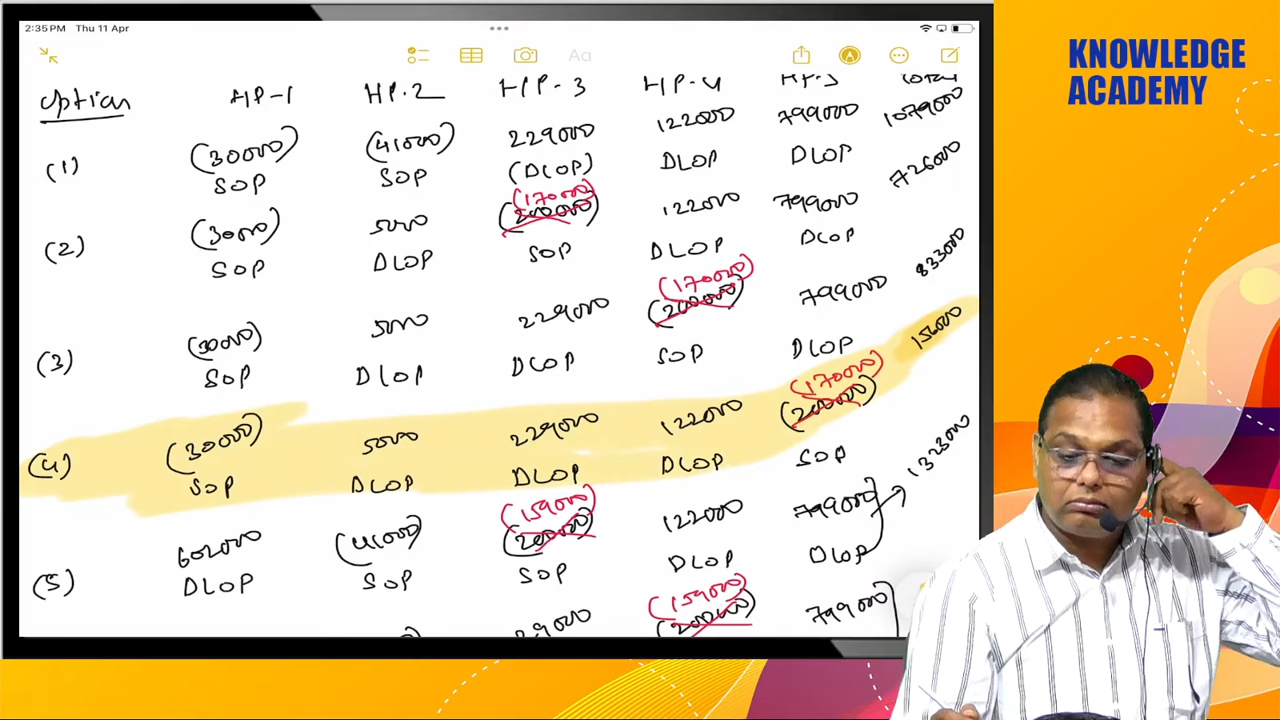 2:35 PM Thu 11 Apr
Aa
KNOWLEDGE
ACADEMY
option HP-1 HP-2 HP-3 HP-4 HP-5 Total
(1) (30000) (41000) 229000 122000 799000 1079000
SOP SOP (DLOP) DLOP DLOP
(170000)
(2) (30000) 5000 (200000) 122000 799000 726000
SOP DLOP SOP DLOP DLOP
(170000)
(3) (30000) 5000 229000 (200000) 799000 833000
SOP DLOP DLOP SOP DLOP
(170000)
(4) (30000) 5000 229000 122000 (200000) 156000
SOP DLOP DLOP DLOP SOP
(159000)
(5) 602000 (41000) (200000) 122000 799000 1323000
DLOP SOP SOP DLOP DLOP
(159000)
(200000) 799000